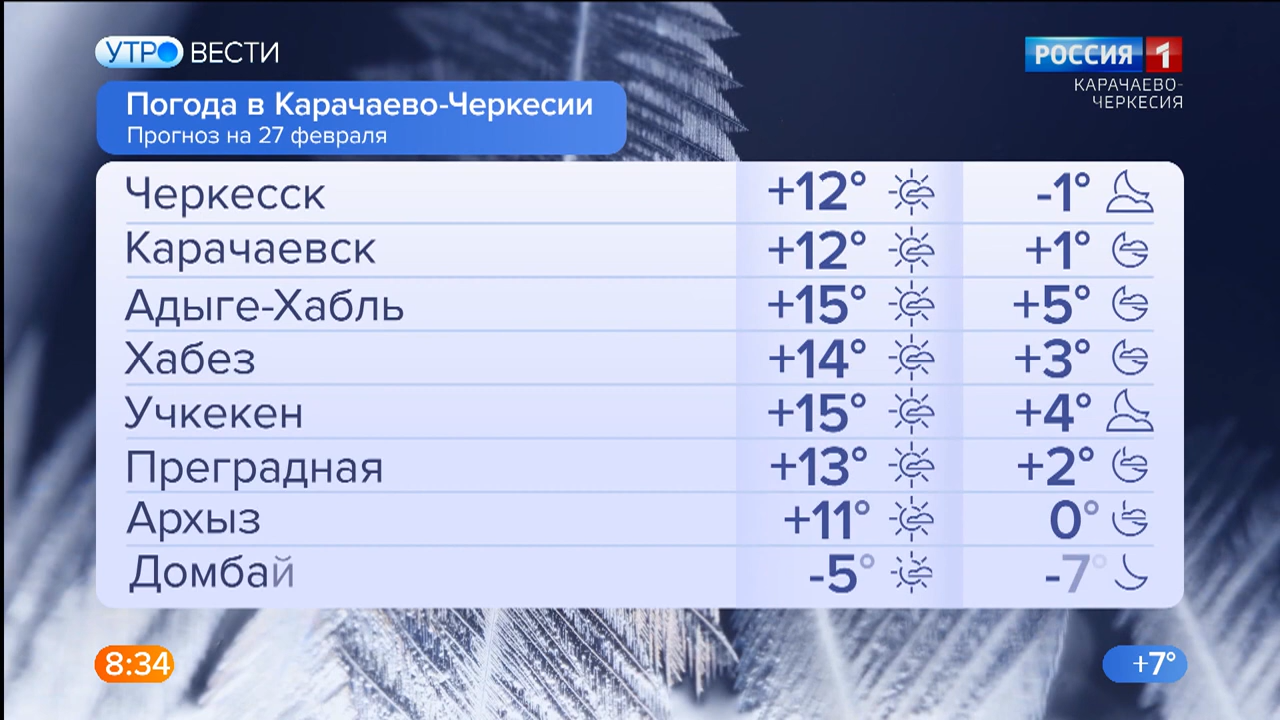 УТРО ВЕСТИ
РОССИЯ 1
КАРАЧАЕВО-
ЧЕРКЕСИЯ
Погода в Карачаево-Черкесии
Прогноз на 27 февраля
Черкесск +12° -1°
Карачаевск +12° +1°
Адыге-Хабль +15° +5°
Хабез +14° +3°
Учкекен +15° +4°
Преградная +13° +2°
Архыз +11° 0°
Домбай -5° -7°
8:34
+7°